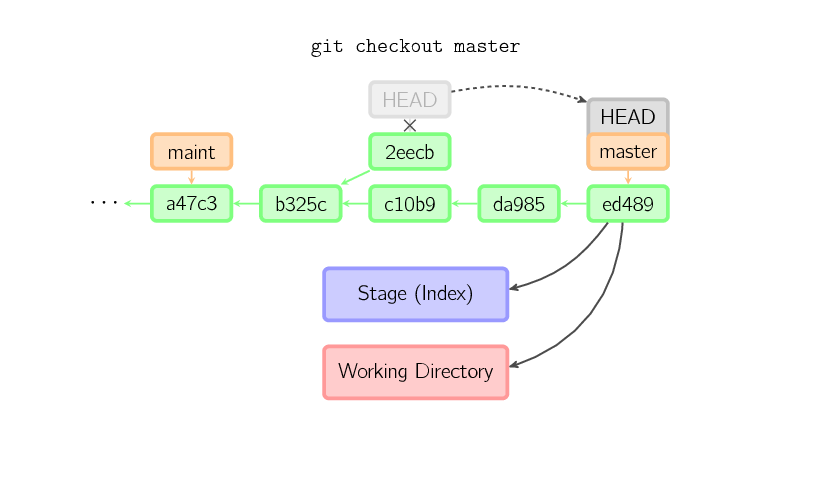 git checkout master
HEAD
HEAD
maint
2eecb
master
...
a47c3
b325c
c10b9
da985
ed489
Stage (Index)
Working Directory